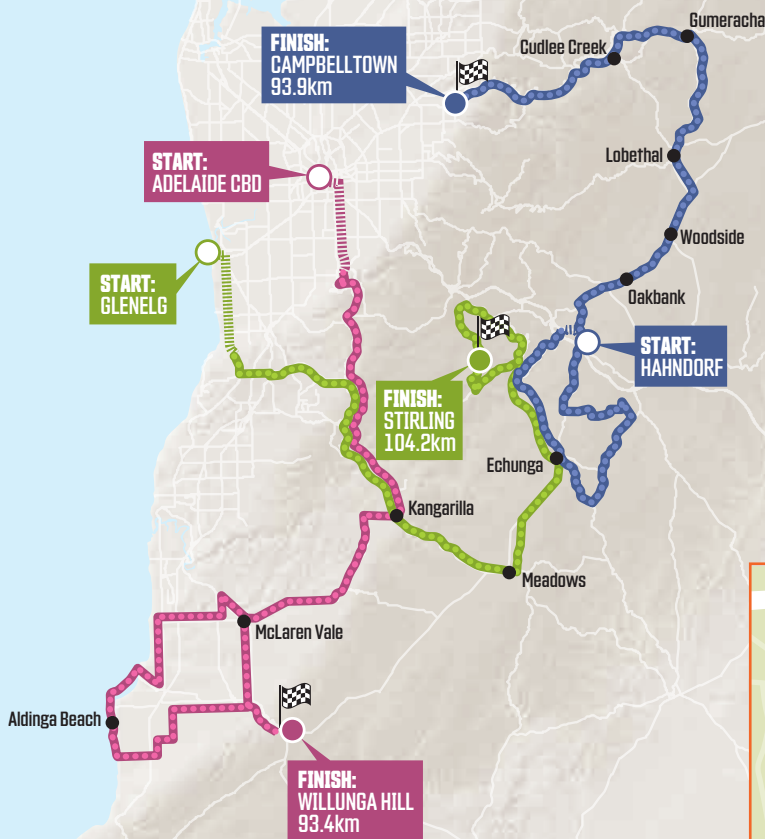 Gumeracha
FINISH:
CAMPBELLTOWN
93.9km
Cudlee Creek
START:
ADELAIDE CBD
Lobethal
Woodside
START:
GLENELG
Oakbank
START:
HAHNDORF
FINISH:
STIRLING
104.2km
Echunga
Kangarilla
Meadows
McLaren Vale
Aldinga Beach
FINISH:
WILLUNGA HILL
93.4km